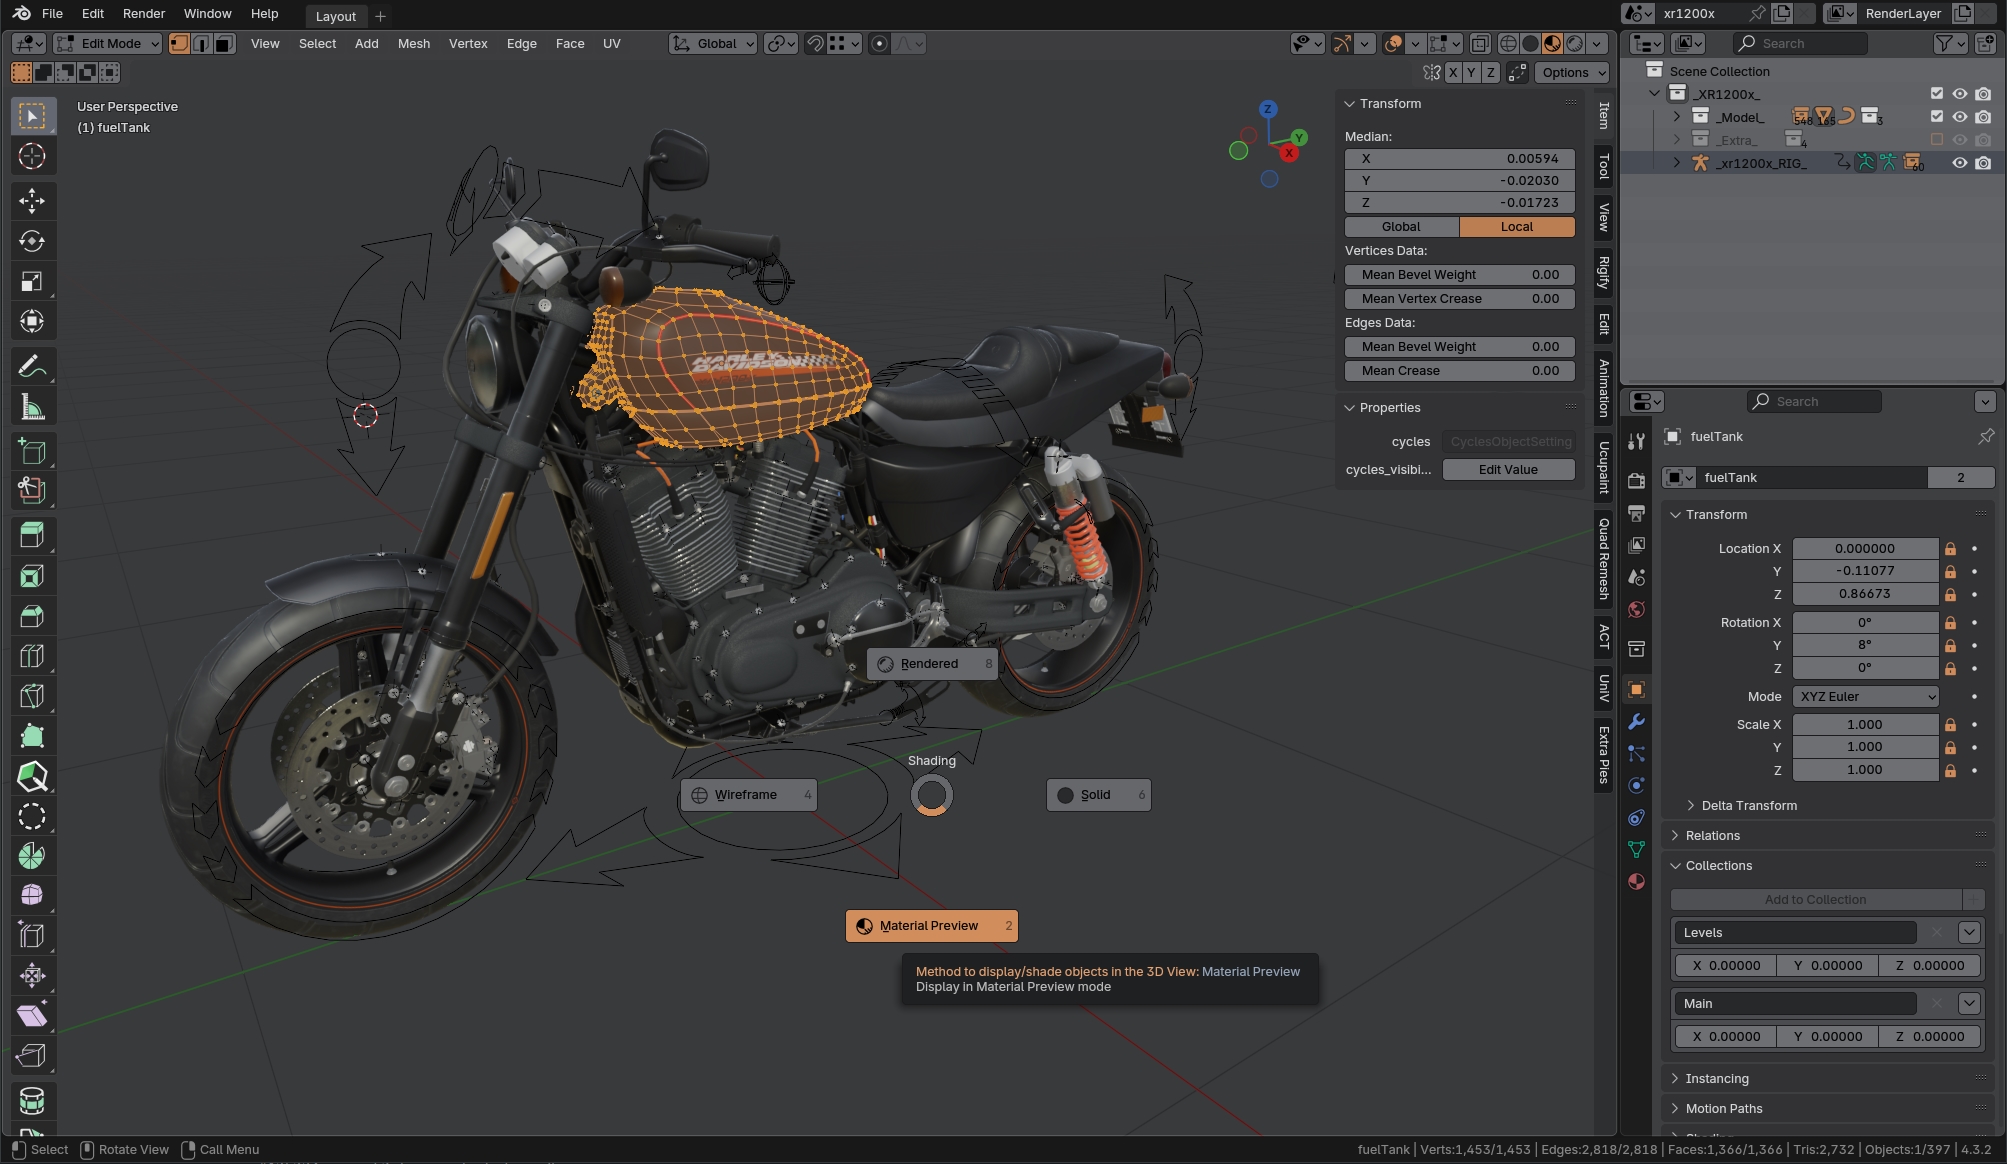 File Edit Render Window Help Layout + xr1200x RenderLayer
Edit Mode View Select Add Mesh Vertex Edge Face UV Global Search
X Y Z Options
User Perspective
(1) fuelTank
Z
Y
X
Item
Tool
View
Rigify
Edit
Animation
Ucupaint
Quad Remesh
ACT
UniV
Extra Pies
Transform
Median:
X 0.00594
Y -0.02030
Z -0.01723
Global Local
Vertices Data:
Mean Bevel Weight 0.00
Mean Vertex Crease 0.00
Edges Data:
Mean Bevel Weight 0.00
Mean Crease 0.00
Properties
cycles CyclesObjectSetting
cycles_visibi... Edit Value
HARLEY
DAVIDSON
Rendered 8
Shading
Wireframe 4
Solid 6
Material Preview 2
Method to display/shade objects in the 3D View: Material Preview
Display in Material Preview mode
Scene Collection
_XR1200x_
_Model_ 548 165 3
_Extra_ 4
_xr1200x_RIG_ 60
Search
fuelTank
fuelTank 2
Transform
Location X 0.000000
Y -0.11077
Z 0.86673
Rotation X 0°
Y 8°
Z 0°
Mode XYZ Euler
Scale X 1.000
Y 1.000
Z 1.000
Delta Transform
Relations
Collections
Add to Collection +
Levels
X 0.00000 Y 0.00000 Z 0.00000
Main
X 0.00000 Y 0.00000 Z 0.00000
Instancing
Motion Paths
Select Rotate View Call Menu
fuelTank | Verts:1,453/1,453 | Edges:2,818/2,818 | Faces:1,366/1,366 | Tris:2,732 | Objects:1/397 | 4.3.2